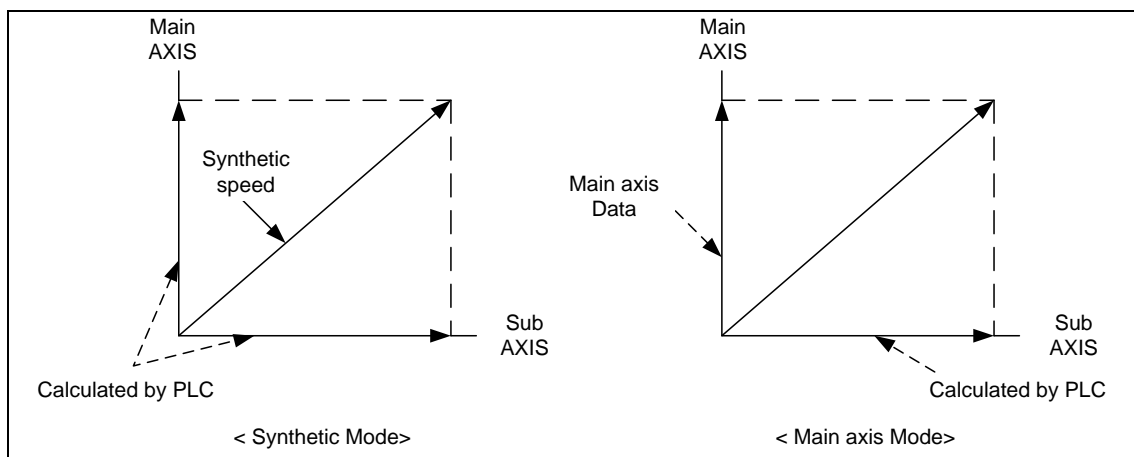 Main
AXIS
Synthetic
speed
Sub
AXIS
Calculated by PLC
< Synthetic Mode>
Main
AXIS
Main axis
Data
Sub
AXIS
Calculated by PLC
< Main axis Mode>